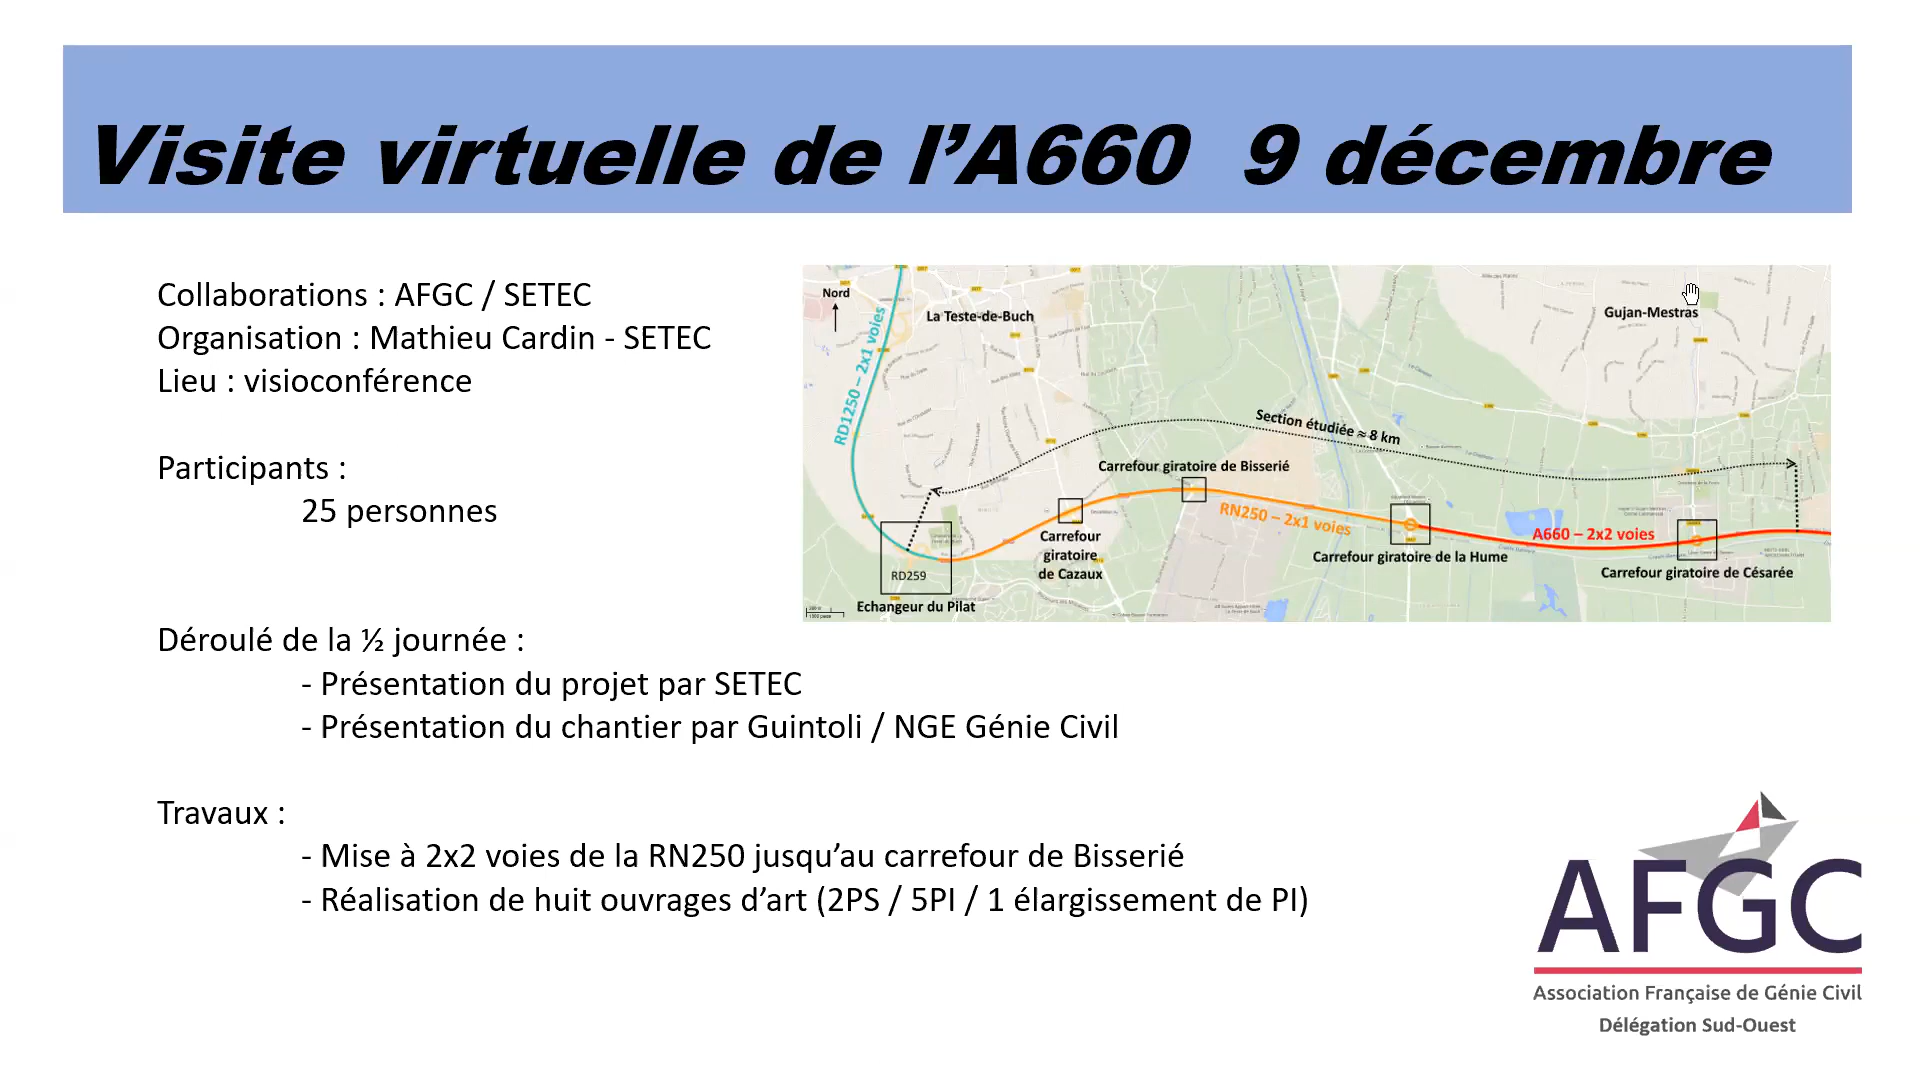 Visite virtuelle de l’A660  9 décembre
Collaborations : AFGC / SETEC
Organisation : Mathieu Cardin - SETEC
Lieu : visioconférence
Participants :
25 personnes
Nord
La Teste-de-Buch
Gujan-Mestras
RD1250 – 2x1 voies
Section étudiée ≈ 8 km
Carrefour giratoire de Bisserié
RN250 – 2x1 voies
A660 – 2x2 voies
Carrefour
giratoire
de Cazaux
Carrefour giratoire de la Hume
Carrefour giratoire de Césarée
RD259
Echangeur du Pilat
Déroulé de la ½ journée :
- Présentation du projet par SETEC
- Présentation du chantier par Guintoli / NGE Génie Civil
Travaux :
- Mise à 2x2 voies de la RN250 jusqu’au carrefour de Bisserié
- Réalisation de huit ouvrages d’art (2PS / 5PI / 1 élargissement de PI)
AFGC
Association Française de Génie Civil
Délégation Sud-Ouest